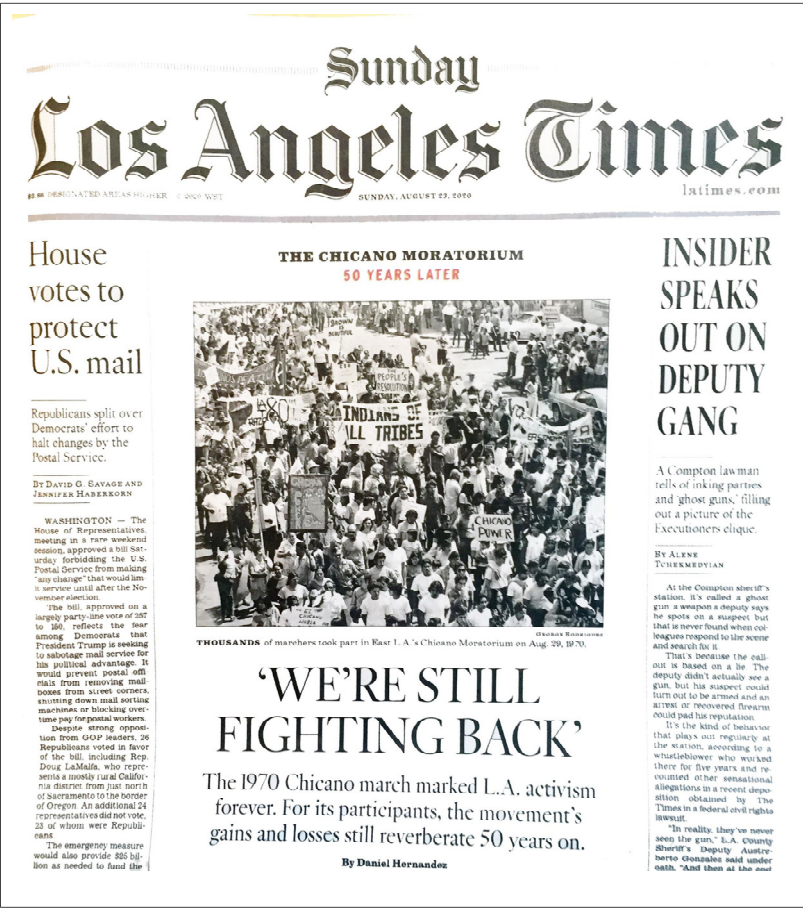 Sunday
Los Angeles Times
DESIGNATED AREAS HIGHER © 2020 WST
SUNDAY, AUGUST 23, 2020
latimes.com
House
votes to
protect
U.S. mail
Republicans split over
Democrats' effort to
halt changes by the
Postal Service.
BY DAVID G. SAVAGE AND
JENNIFER HABERKORN
WASHINGTON — The
House of Representatives,
meeting in a rare weekend
session, approved a bill Sat-
urday forbidding the U.S.
Postal Service from making
"any change" that would lim-
it service until after the No-
vember election.
The bill, approved on a
largely party-line vote of 257
to 150, reflects the fear
among Democrats that
President Trump is seeking
to sabotage mail service for
his political advantage. It
would prevent postal offi-
cials from removing mail-
boxes from street corners,
shutting down mail sorting
machines or blocking over-
time pay for postal workers.
Despite strong opposi-
tion from GOP leaders, 26
Republicans voted in favor
of the bill, including Rep.
Doug LaMalfa, who repre-
sents a mostly rural Califor-
nia district from just north
of Sacramento to the border
of Oregon. An additional 24
representatives did not vote,
23 of whom were Republi-
cans.
The emergency measure
would also provide $25 bil-
lion as needed to fund the
THE CHICANO MORATORIUM
50 YEARS LATER
BROWN
IS
BEAUTIFUL
THE
PEOPLE'S
REVOLUTION
INDIANS OF
ALL TRIBES
CHICANO
POWER
GEORGE RODRIGUEZ
THOUSANDS of marchers took part in East L.A.'s Chicano Moratorium on Aug. 29, 1970.
'WE'RE STILL
FIGHTING BACK'
The 1970 Chicano march marked L.A. activism
forever. For its participants, the movement's
gains and losses still reverberate 50 years on.
By Daniel Hernandez
INSIDER
SPEAKS
OUT ON
DEPUTY
GANG
A Compton lawman
tells of inking parties
and 'ghost guns,' filling
out a picture of the
Executioners clique.
BY ALENE
TCHEKMEDYIAN
At the Compton sheriff's
station, it's called a ghost
gun: a weapon a deputy says
he spots on a suspect but
that is never found when col-
leagues respond to the scene
and search for it.
That's because the call-
out is based on a lie. The
deputy didn't actually see a
gun, but his suspect could
turn out to be armed and an
arrest or recovered firearm
could pad his reputation.
It's the kind of behavior
that plays out regularly at
the station, according to a
whistleblower who worked
there for five years and re-
counted other sensational
allegations in a recent depo-
sition obtained by The
Times in a federal civil rights
lawsuit.
"In reality, they've never
seen the gun," L.A. County
Sheriff's Deputy Austre-
berto Gonzalez said under
oath. "And then at the end